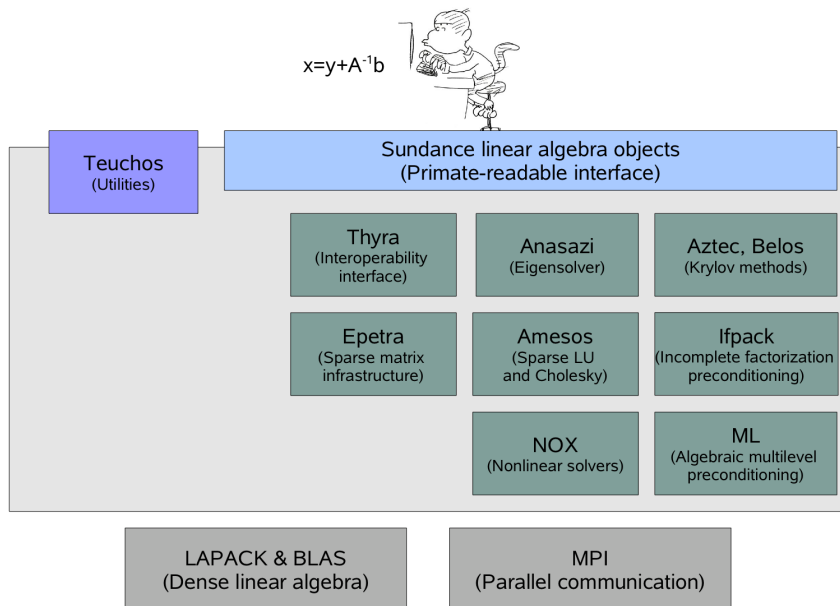 x=y+A⁻¹b
Teuchos
(Utilities)
Sundance linear algebra objects
(Primate-readable interface)
Thyra
(Interoperability
interface)
Anasazi
(Eigensolver)
Aztec, Belos
(Krylov methods)
Epetra
(Sparse matrix
infrastructure)
Amesos
(Sparse LU
and Cholesky)
Ifpack
(Incomplete factorization
preconditioning)
NOX
(Nonlinear solvers)
ML
(Algebraic multilevel
preconditioning)
LAPACK & BLAS
(Dense linear algebra)
MPI
(Parallel communication)